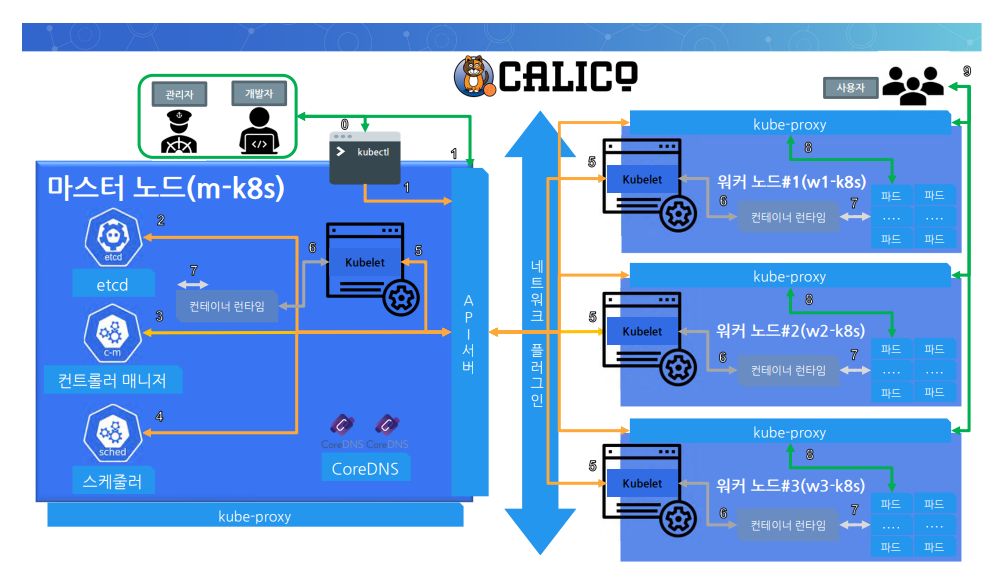 CALICO
관리자
개발자
사용자
9
0
kubectl
1
1
마스터 노드(m-k8s)
2
etcd
etcd
7
컨테이너 런타임
6
Kubelet
5
3
c-m
컨트롤러 매니저
4
sched
스케줄러
CoreDNS CoreDNS
CoreDNS
API서버
kube-proxy
네트워크 플러그인
kube-proxy
8
5
Kubelet
워커 노드#1(w1-k8s)
6
컨테이너 런타임
7
파드 파드
.... ....
파드 파드
kube-proxy
8
5
Kubelet
워커 노드#2(w2-k8s)
6
컨테이너 런타임
7
파드 파드
.... ....
파드 파드
kube-proxy
8
5
Kubelet
워커 노드#3(w3-k8s)
6
컨테이너 런타임
7
파드 파드
.... ....
파드 파드